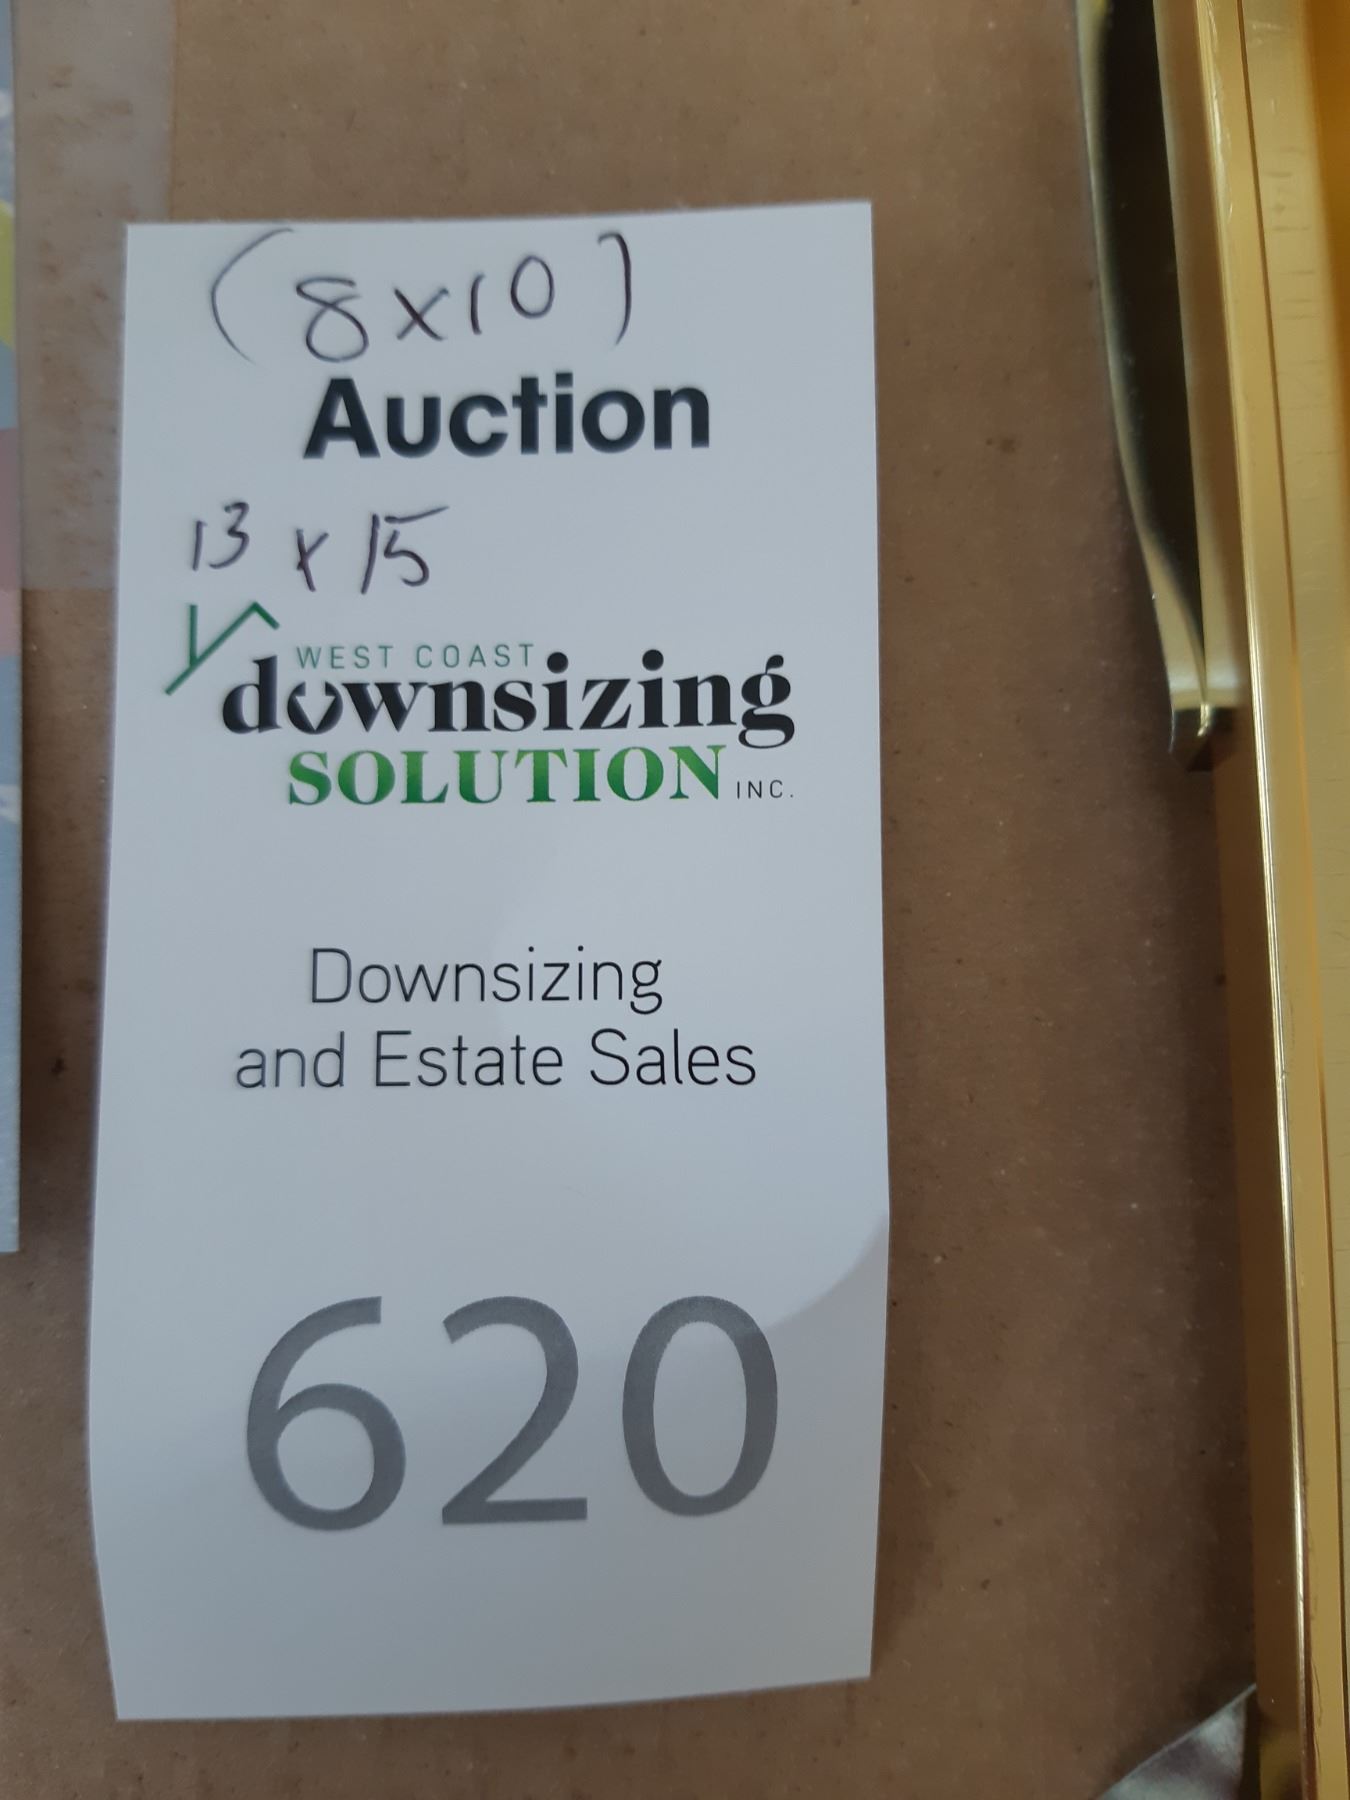 (8x10)
Auction
13 x 15
WEST COAST
downsizing
SOLUTION INC.
Downsizing
and Estate Sales
620